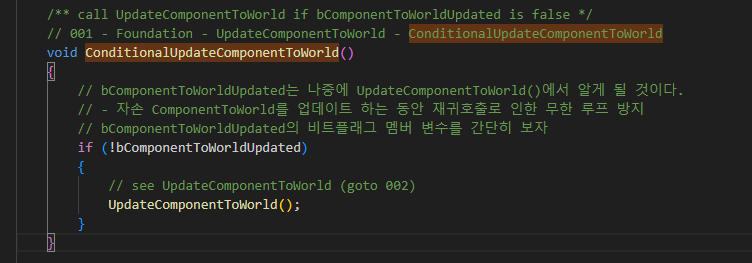 /** call UpdateComponentToWorld if bComponentToWorldUpdated is false */
// 001 - Foundation - UpdateComponentToWorld - ConditionalUpdateComponentToWorld
void ConditionalUpdateComponentToWorld()
{
// bComponentToWorldUpdated는 나중에 UpdateComponentToWorld()에서 알게 될 것이다.
// - 자손 ComponentToWorld를 업데이트 하는 동안 재귀호출로 인한 무한 루프 방지
// bComponentToWorldUpdated의 비트플래그 멤버 변수를 간단히 보자
if (!bComponentToWorldUpdated)
{
// see UpdateComponentToWorld (goto 002)
UpdateComponentToWorld();
}
}